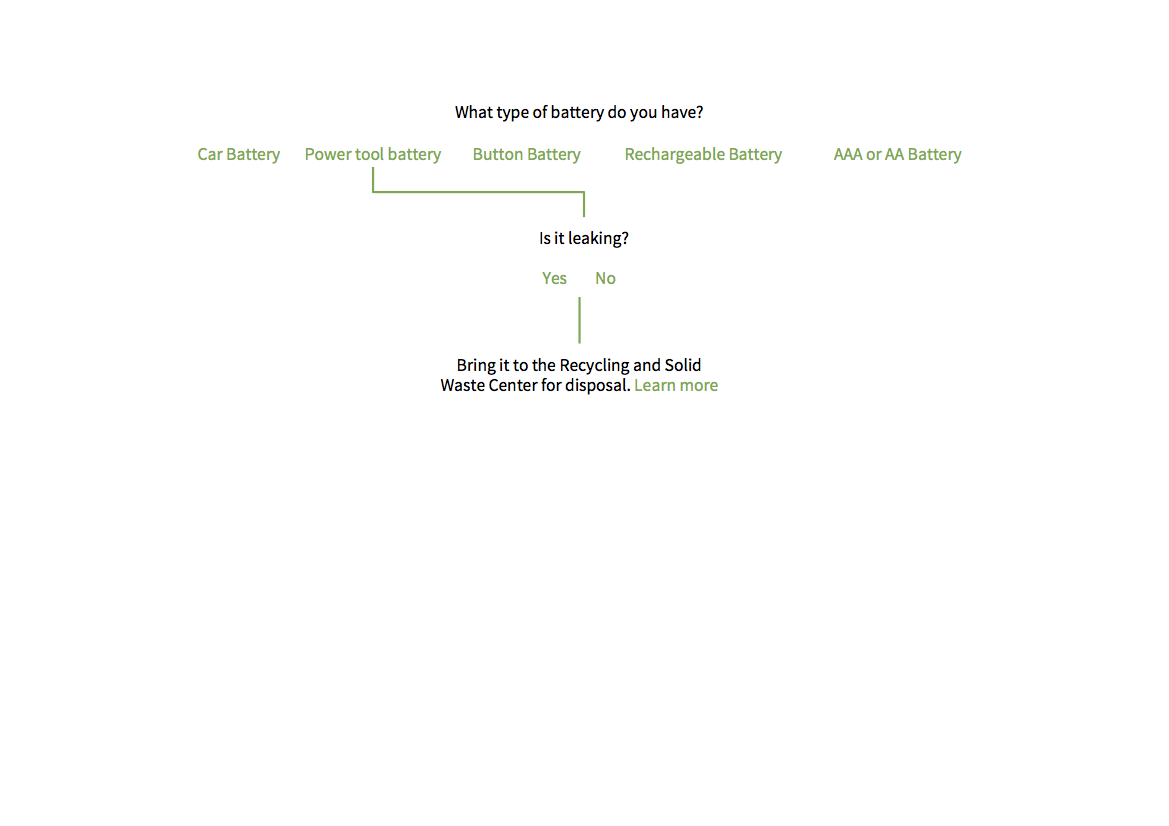 What type of battery do you have?
Car Battery Power tool battery Button Battery Rechargeable Battery AAA or AA Battery
Is it leaking?
Yes No
Bring it to the Recycling and Solid
Waste Center for disposal. Learn more